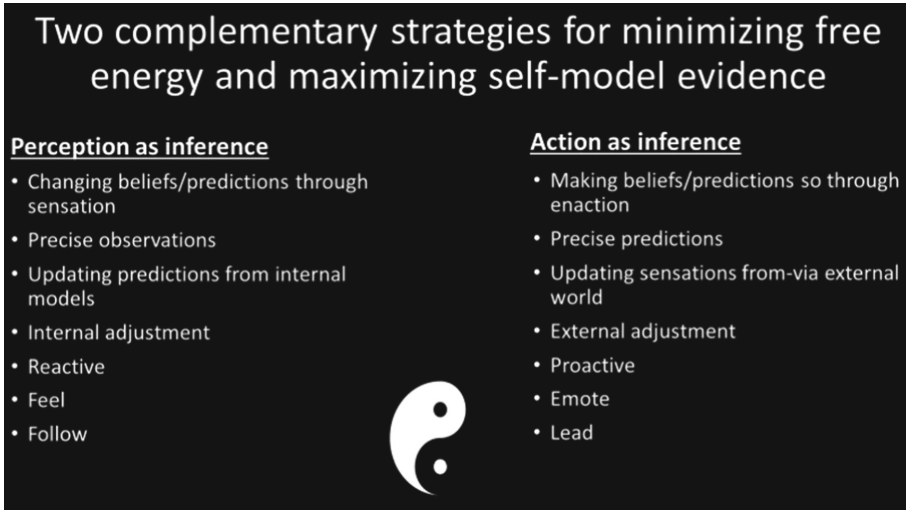 Two complementary strategies for minimizing free
energy and maximizing self-model evidence
Perception as inference
• Changing beliefs/predictions through
sensation
• Precise observations
• Updating predictions from internal
models
• Internal adjustment
• Reactive
• Feel
• Follow
Action as inference
• Making beliefs/predictions so through
enaction
• Precise predictions
• Updating sensations from-via external
world
• External adjustment
• Proactive
• Emote
• Lead